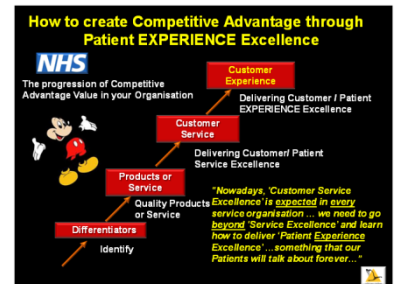 How to create Competitive Advantage through
Patient EXPERIENCE Excellence
NHS
The progression of Competitive
Advantage Value in your Organisation
Customer
Experience
Delivering Customer / Patient
EXPERIENCE Excellence
Customer
Service
Delivering Customer/ Patient
Service Excellence
Products or
Service
Quality Products
or Service
Differentiators
Identify
"Nowadays, 'Customer Service
Excellence' is expected in every
service organisation ... we need to go
beyond 'Service Excellence' and learn
how to deliver 'Patient Experience
Excellence' ...something that our
Patients will talk about forever..."